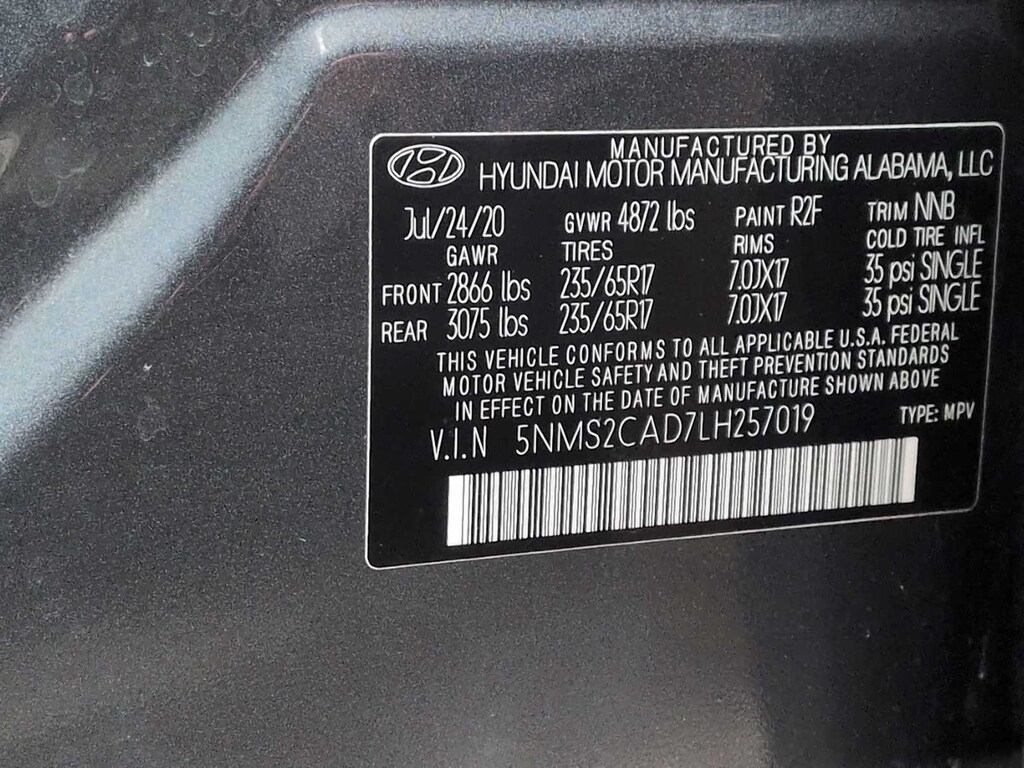 MANUFACTURED BY
HYUNDAI MOTOR MANUFACTURING ALABAMA, LLC
Jul/24/20 GVWR 4872 lbs PAINT R2F TRIM NNB
GAWR TIRES RIMS COLD TIRE INFL
FRONT 2866 lbs 235/65R17 7.0JX17 35 psi SINGLE
REAR 3075 lbs 235/65R17 7.0JX17 35 psi SINGLE
THIS VEHICLE CONFORMS TO ALL APPLICABLE U.S.A. FEDERAL
MOTOR VEHICLE SAFETY AND THEFT PREVENTION STANDARDS
IN EFFECT ON THE DATE OF MANUFACTURE SHOWN ABOVE
V.I.N 5NMS2CAD7LH257019 TYPE: MPV